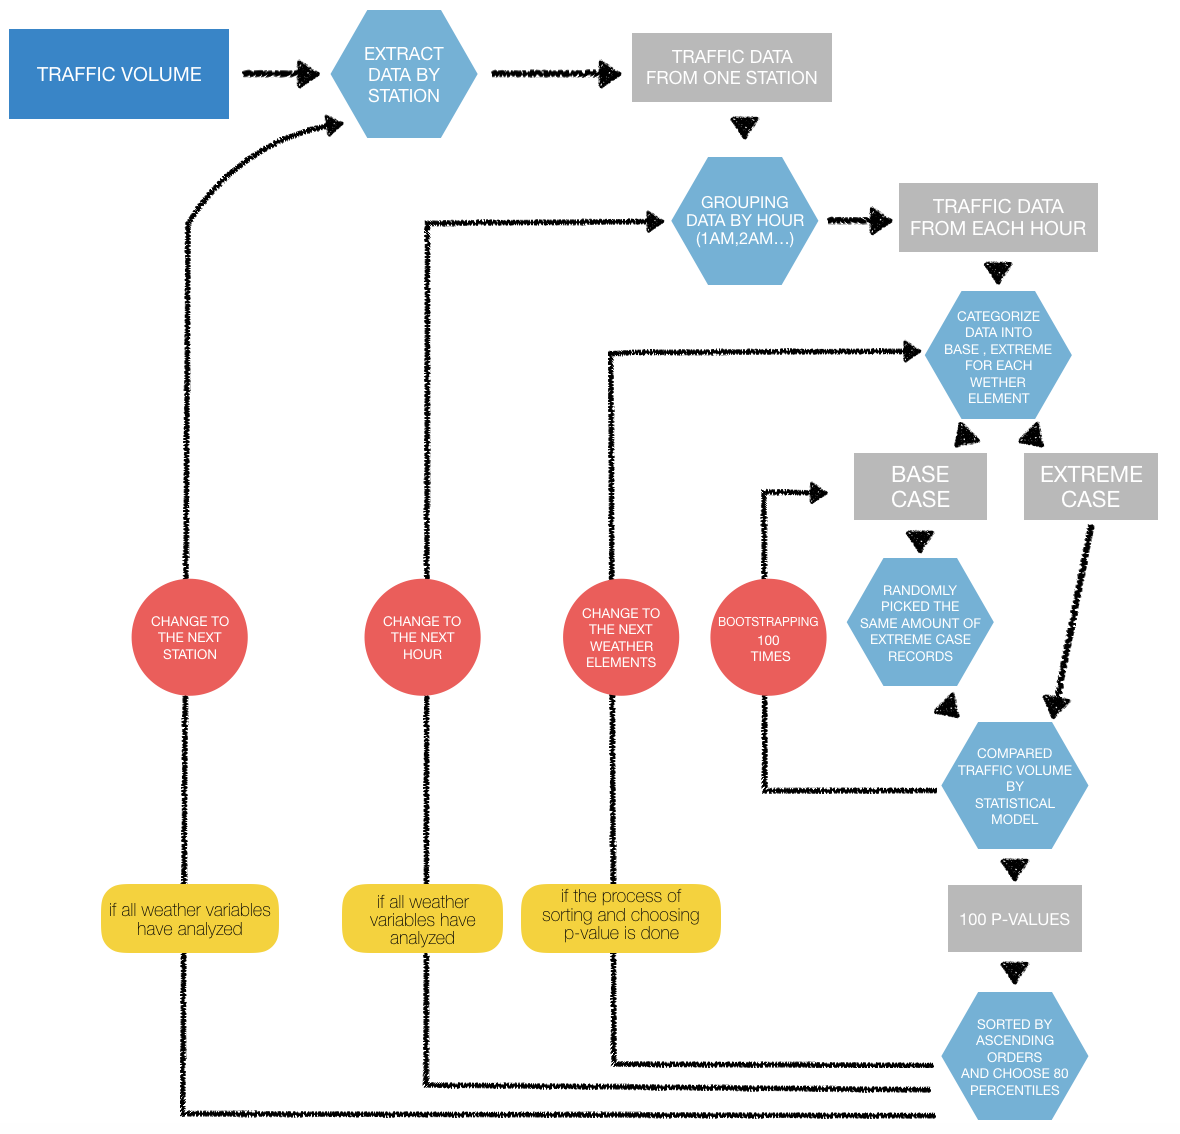 TRAFFIC VOLUME
EXTRACT
DATA BY
STATION
TRAFFIC DATA
FROM ONE STATION
GROUPING
DATA BY HOUR
(1AM,2AM...)
TRAFFIC DATA
FROM EACH HOUR
CATEGORIZE
DATA INTO
BASE , EXTREME
FOR EACH
WETHER
ELEMENT
BASE
CASE
EXTREME
CASE
RANDOMLY
PICKED THE
SAME AMOUNT OF
EXTREME CASE
RECORDS
CHANGE TO
THE NEXT
STATION
CHANGE TO
THE NEXT
HOUR
CHANGE TO
THE NEXT
WEATHER
ELEMENTS
BOOTSTRAPPING
100
TIMES
COMPARED
TRAFFIC VOLUME
BY
STATISTICAL
MODEL
if all weather variables
have analyzed
if all weather
variables have
analyzed
if the process of
sorting and choosing
p-value is done
100 P-VALUES
SORTED BY
ASCENDING
ORDERS
AND CHOOSE 80
PERCENTILES